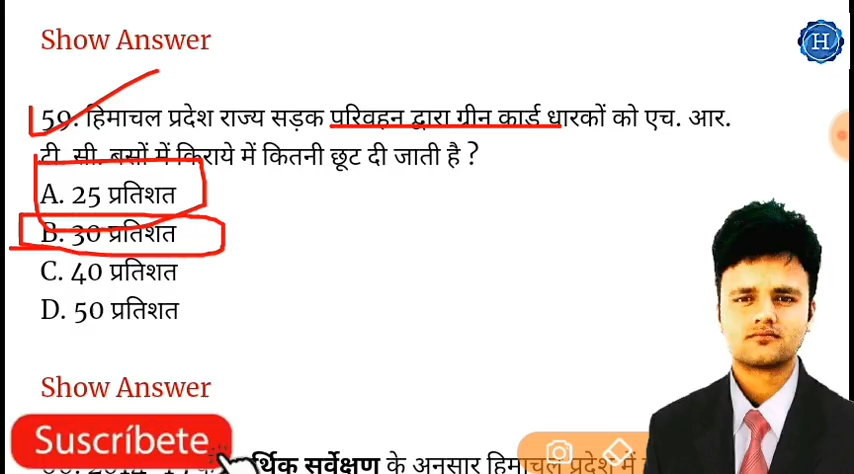 Show Answer
H
59. हिमाचल प्रदेश राज्य सड़क परिवहन द्वारा ग्रीन कार्ड धारकों को एच. आर.
टी. सी. बसों में किराये में कितनी छूट दी जाती है ?
A. 25 प्रतिशत
B. 30 प्रतिशत
C. 40 प्रतिशत
D. 50 प्रतिशत
Show Answer
Suscríbete
सर्वेक्षण के अनुसार हिमाचल प्रदेश में